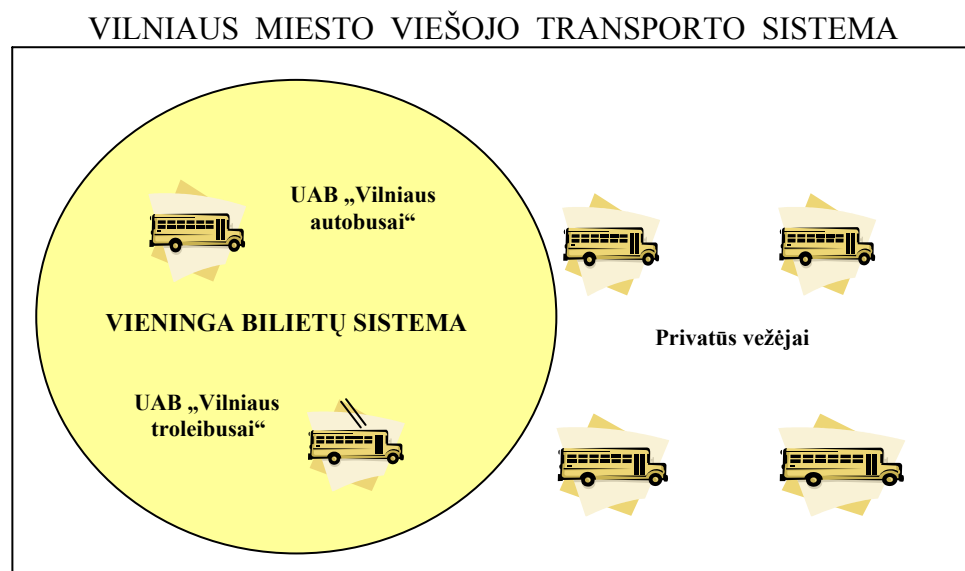 VILNIAUS MIESTO VIEŠOJO TRANSPORTO SISTEMA
UAB „Vilniaus
autobusai“
VIENINGA BILIETŲ SISTEMA
Privatūs vežėjai
UAB „Vilniaus
troleibusai“